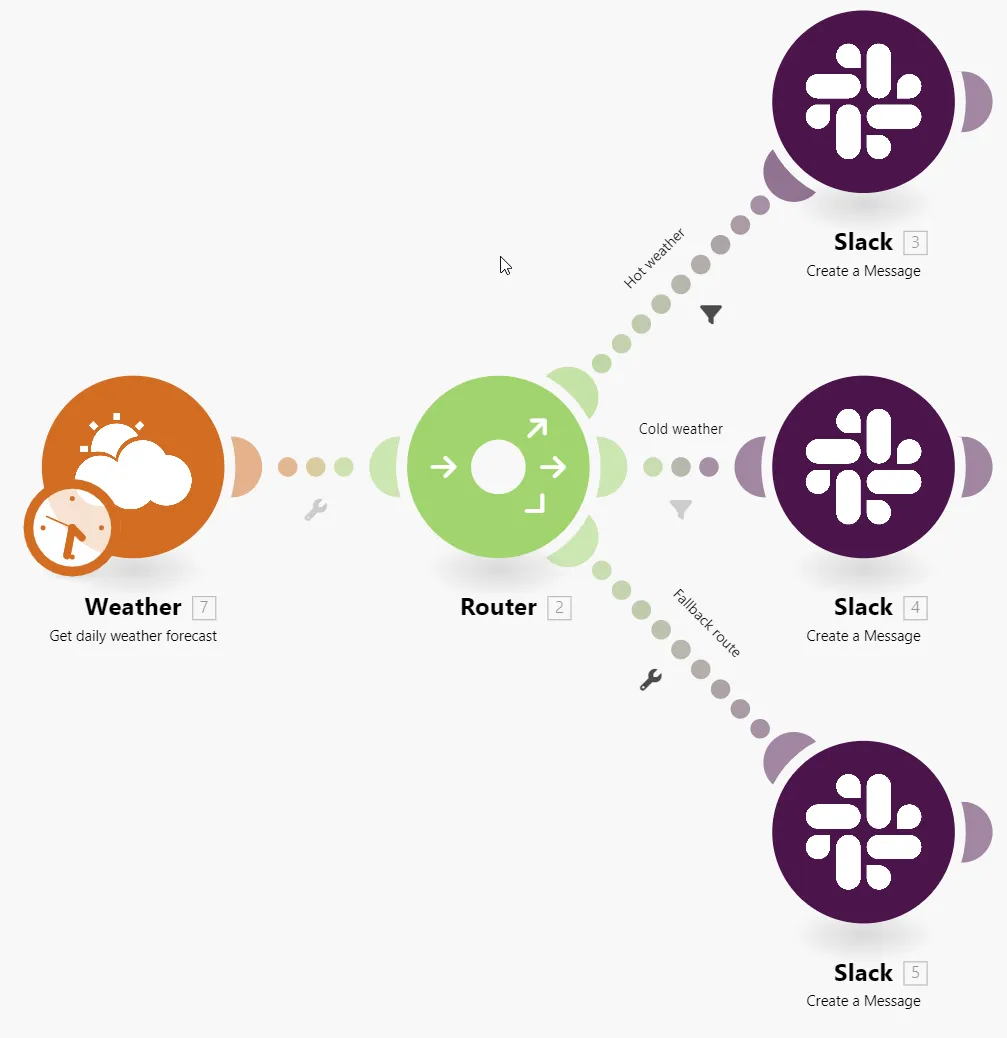 Slack 3
Create a Message
Hot weather
Cold weather
Weather 7
Get daily weather forecast
Router 2
Slack 4
Create a Message
Fallback route
Slack 5
Create a Message